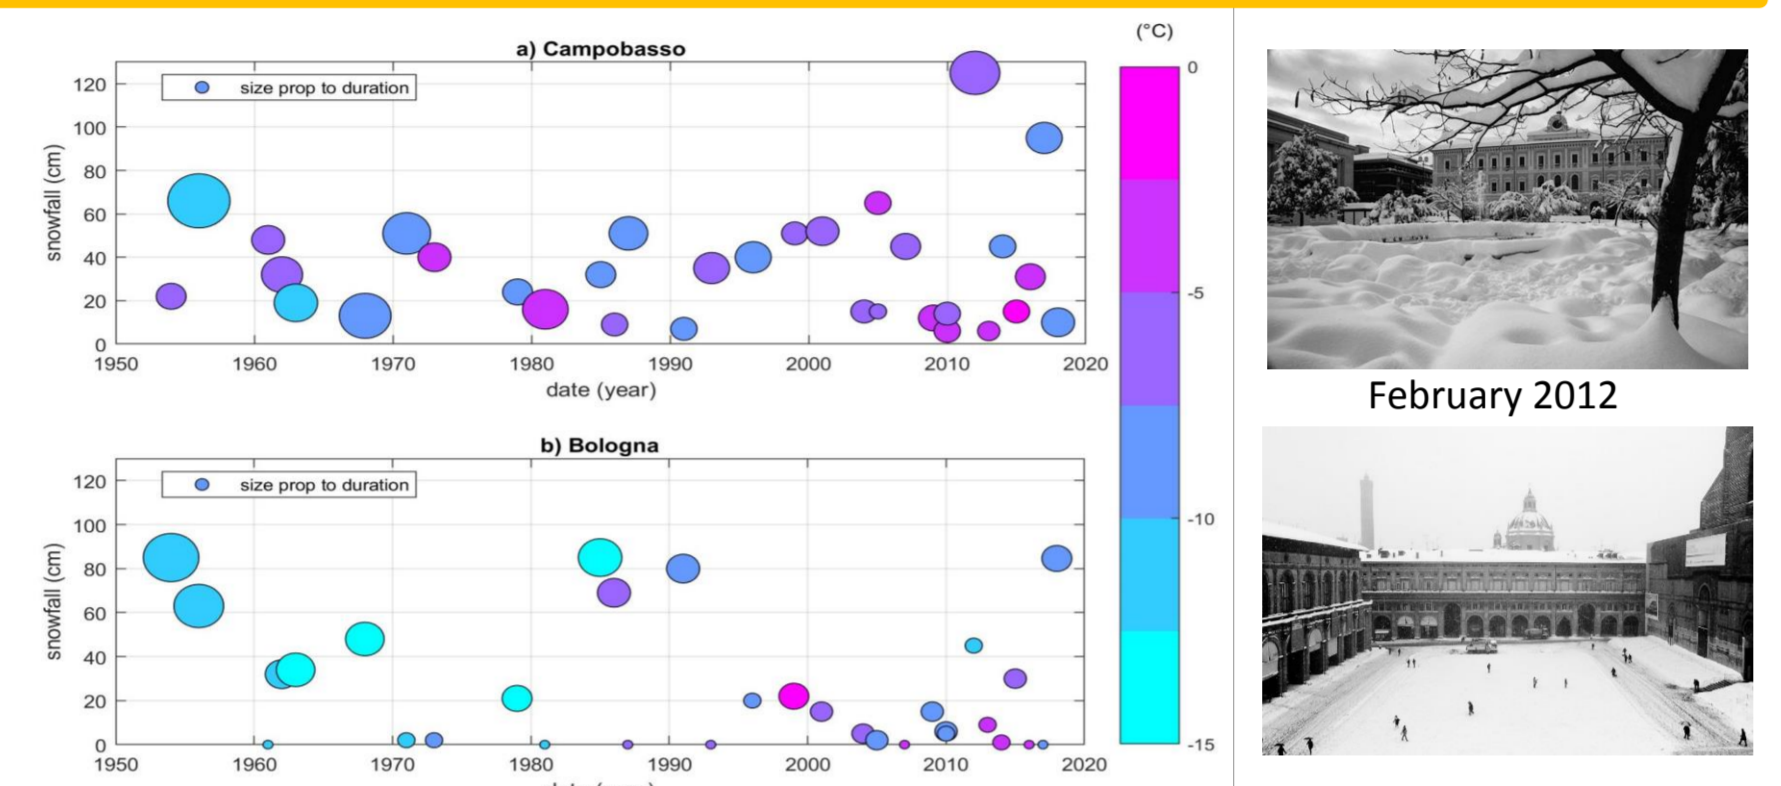 a) Campobasso
size prop to duration
120
100
80
60
40
20
0
snowfall (cm)
1950 1960 1970 1980 1990 2000 2010 2020
date (year)
b) Bologna
size prop to duration
120
100
80
60
40
20
0
snowfall (cm)
1950 1960 1970 1980 1990 2000 2010 2020
(°C)
0
-5
-10
-15
February 2012